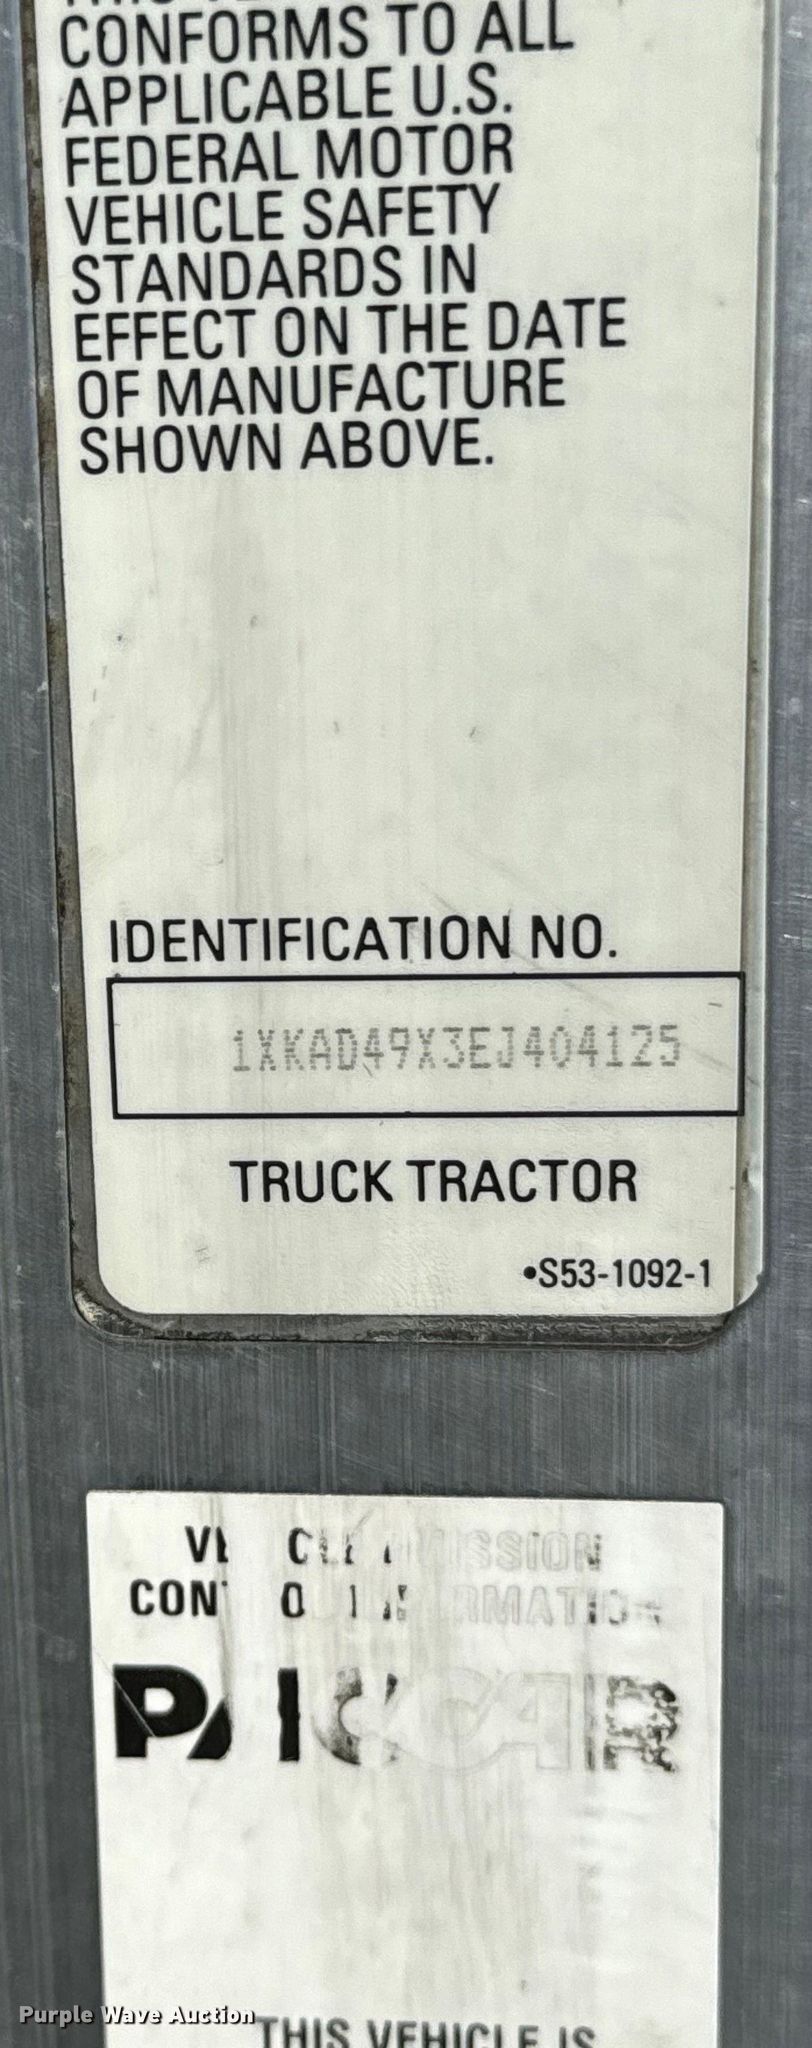 CONFORMS TO ALL
APPLICABLE U.S.
FEDERAL MOTOR
VEHICLE SAFETY
STANDARDS IN
EFFECT ON THE DATE
OF MANUFACTURE
SHOWN ABOVE.
IDENTIFICATION NO.
1XKAD49X3EJ404125
TRUCK TRACTOR
•S53-1092-1
PACCAR
THIS VEHICLE IS
Purple Wave Auction